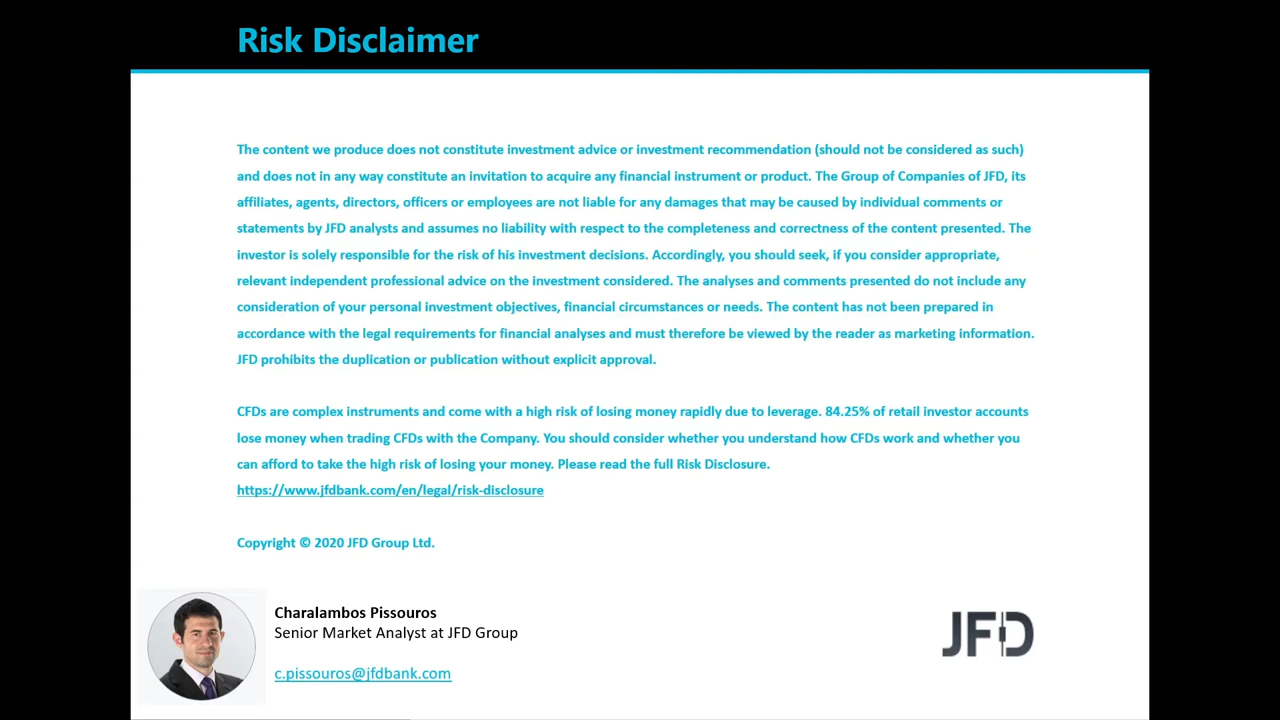 Risk Disclaimer
The content we produce does not constitute investment advice or investment recommendation (should not be considered as such)
and does not in any way constitute an invitation to acquire any financial instrument or product. The Group of Companies of JFD, its
affiliates, agents, directors, officers or employees are not liable for any damages that may be caused by individual comments or
statements by JFD analysts and assumes no liability with respect to the completeness and correctness of the content presented. The
investor is solely responsible for the risk of his investment decisions. Accordingly, you should seek, if you consider appropriate,
relevant independent professional advice on the investment considered. The analyses and comments presented do not include any
consideration of your personal investment objectives, financial circumstances or needs. The content has not been prepared in
accordance with the legal requirements for financial analyses and must therefore be viewed by the reader as marketing information.
JFD prohibits the duplication or publication without explicit approval.
CFDs are complex instruments and come with a high risk of losing money rapidly due to leverage. 84.25% of retail investor accounts
lose money when trading CFDs with the Company. You should consider whether you understand how CFDs work and whether you
can afford to take the high risk of losing your money. Please read the full Risk Disclosure.
https://www.jfdbank.com/en/legal/risk-disclosure
Copyright © 2020 JFD Group Ltd.
Charalambos Pissouros
Senior Market Analyst at JFD Group
c.pissouros@jfdbank.com
JFD